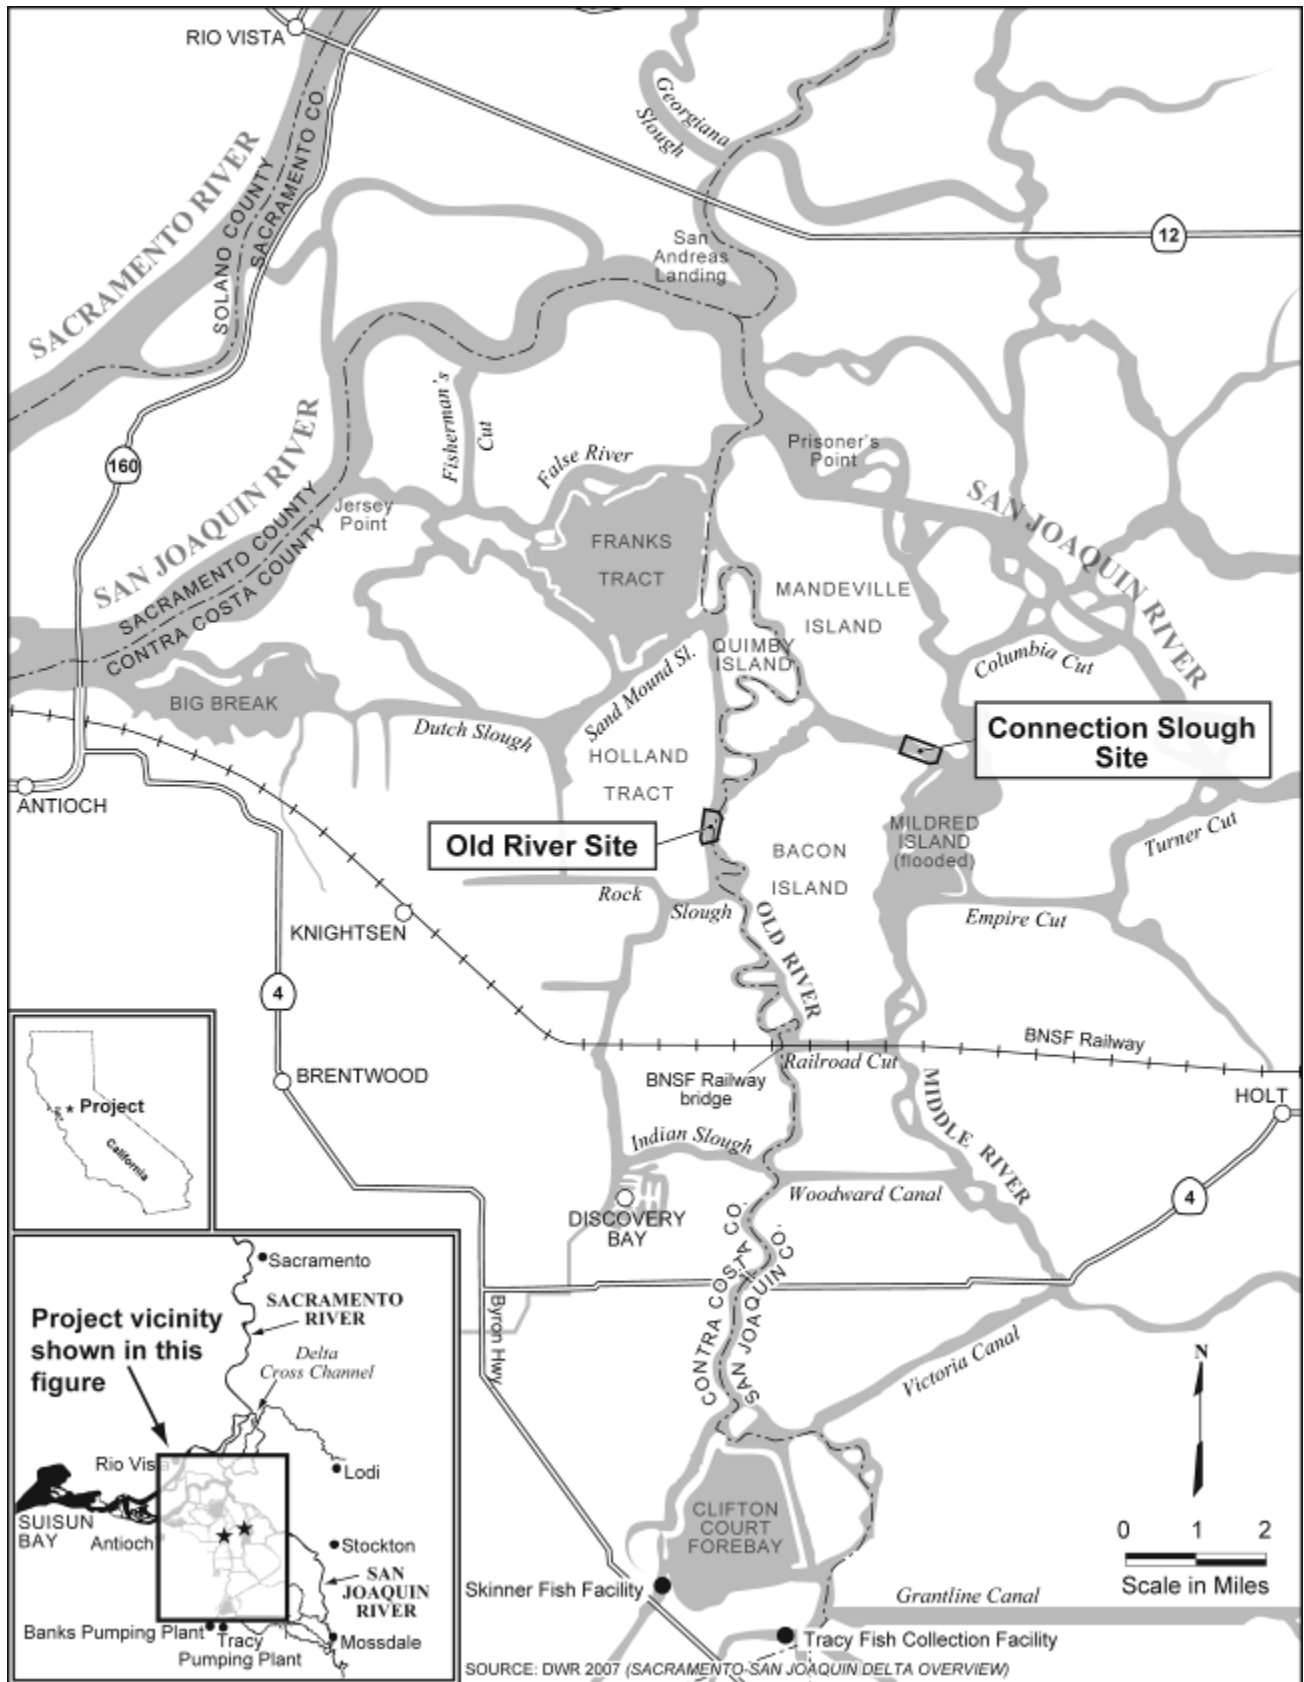 RIO VISTA
Georgiana
Slough
SACRAMENTO RIVER
SOLANO COUNTY
SACRAMENTO CO.
12
San
Andreas
Landing
Fisherman's
Cut
160
SAN JOAQUIN RIVER
False River
Prisoner's
Point
Jersey
Point
SAN JOAQUIN RIVER
SACRAMENTO COUNTY
CONTRA COSTA COUNTY
FRANKS
TRACT
MANDEVILLE
ISLAND
QUIMBY
ISLAND
Columbia Cut
Sand Mound Sl.
BIG BREAK
Dutch Slough
Connection Slough
Site
HOLLAND
TRACT
ANTIOCH
Old River Site
MILDRED
ISLAND
(flooded)
Turner Cut
BACON
ISLAND
Rock
Slough
OLD RIVER
Empire Cut
KNIGHTSEN
4
BNSF Railway
Railroad Cut
BNSF Railway
bridge
BRENTWOOD
HOLT
MIDDLE RIVER
Project
California
Indian Slough
Woodward Canal
4
DISCOVERY
BAY
CONTRA COSTA CO.
SAN JOAQUIN CO.
Byron Hwy
Victoria Canal
N
Sacramento
SACRAMENTO
RIVER
Project vicinity
shown in this
figure
Delta
Cross Channel
Rio Vista
Lodi
SUISUN
BAY
Antioch
Stockton
SAN
JOAQUIN
RIVER
Banks Pumping Plant
Tracy
Pumping Plant
Mossdale
CLIFTON
COURT
FOREBAY
0 1 2
Scale in Miles
Skinner Fish Facility
Grantline Canal
Tracy Fish Collection Facility
SOURCE: DWR 2007 (SACRAMENTO-SAN JOAQUIN DELTA OVERVIEW)